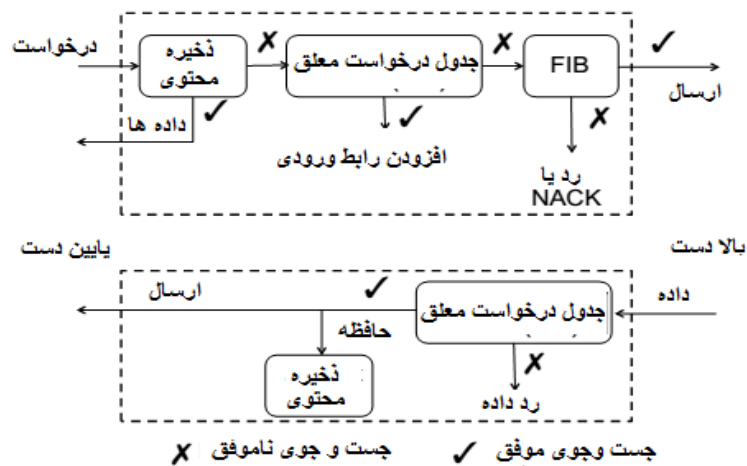 درخواست
ذخیره
محتوی
جدول درخواست معلق
FIB
ارسال
داده ها
افزودن رابط ورودی
رد یا
NACK
پایین دست
بالا دست
ارسال
داده
جدول درخواست معلق
حافظه
ذخیره
محتوی
رد داده
جست و جوی ناموفق
جست وجوی موفق